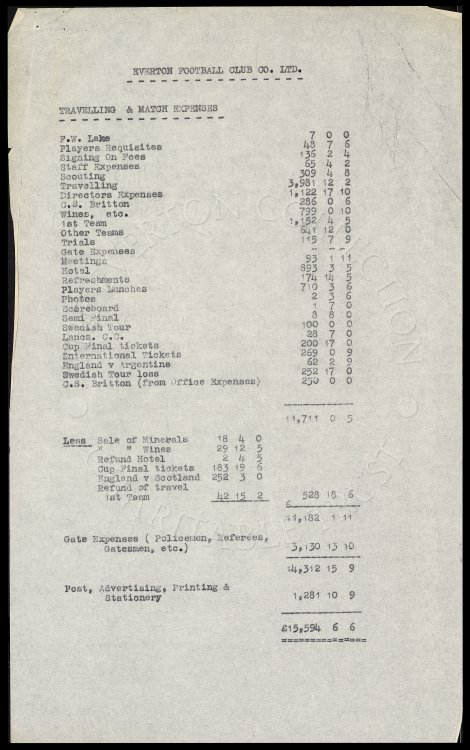 EVERTON FOOTBALL CLUB CO. LTD.
TRAVELLING & MATCH EXPENSES
F.W. Lake 7 0 0
Players Requisites 48 7 6
Signing On Fees 136 2 4
Staff Expenses 65 4 2
Scouting 309 4 8
Travelling 3,981 12 2
Directors Expenses 1,122 17 10
C.S. Britton 286 0 6
Wines, etc. 799 0 10
1st Team 1,152 4 5
Other Teams 641 12 0
Trials 115 7 9
Gate Expenses - - -
Meetings 93 1 11
Hotel 893 3 5
Refreshments 174 14 5
Players Lunches 710 3 6
Photos 2 3 6
Scoreboard 1 7 0
Semi Final 8 8 0
Swedish Tour 100 0 0
Lancs. C.C. 28 7 0
Cup Final tickets 200 17 0
International Tickets 269 0 9
England v Argentine 62 2 9
Swedish Tour loss 252 17 0
C.S. Britton (from Office Expenses) 250 0 0
11,711 0 5
Less Sale of Minerals 18 4 0
" " Wines 29 12 5
Refund Hotel 2 4 5
Cup Final tickets 183 19 6
England v Scotland 252 3 0
Refund of travel
1st Team 42 15 2 528 18 6
11,182 1 11
Gate Expenses ( Policemen, Referees,
Gatesmen, etc.) 3,130 13 10
14,312 15 9
Post, Advertising, Printing &
Stationery 1,281 10 9
£15,594 6 6